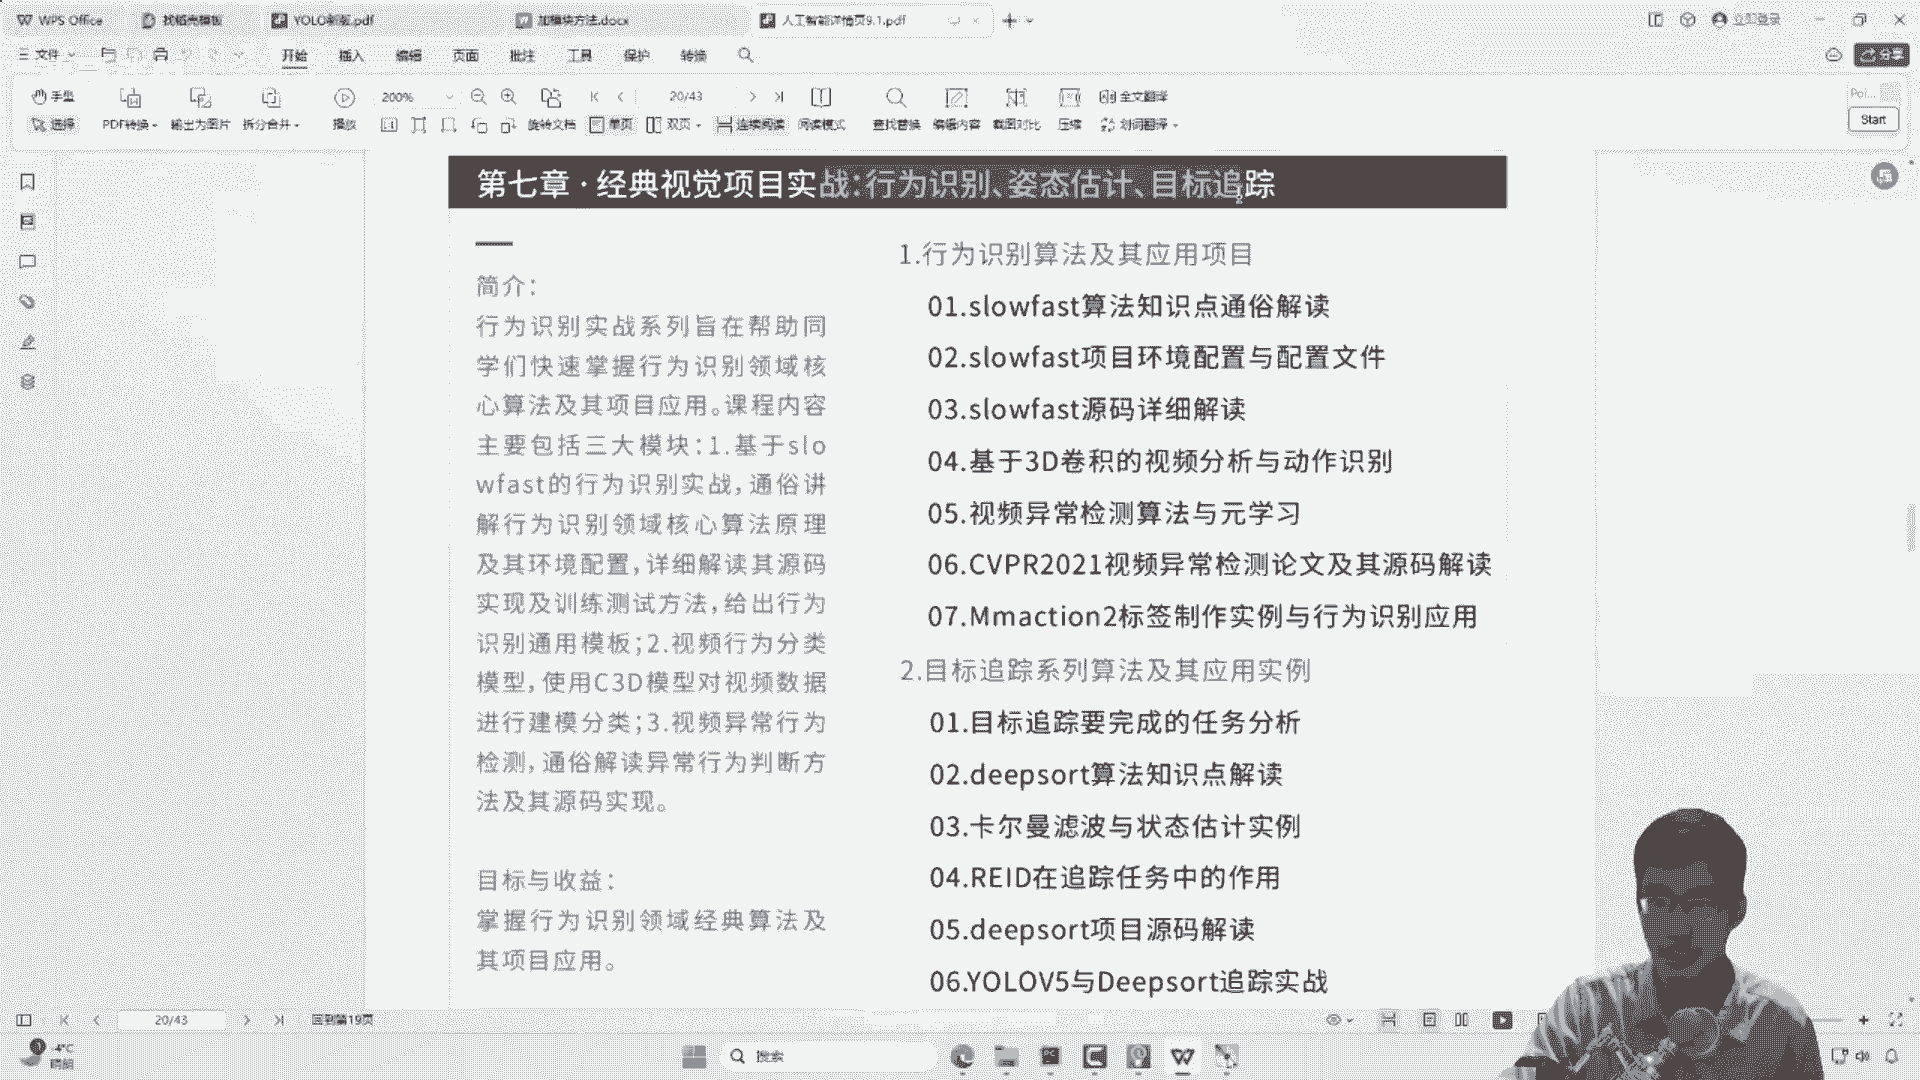 WPS Office
找稻壳模板
YOLO新版.pdf
加模块方法.docx
人工智能详情页9.1.pdf
立即登录
文件
开始
插入
编辑
页面
批注
工具
保护
转换
分享
手型
200%
20/43
全文翻译
选择
PDF转换
输出为图片
拆分合并
播放
旋转文档
单页
双页
连续阅读
阅读模式
查找替换
编辑内容
截图对比
压缩
划词翻译
Poi...
Start
第七章·经典视觉项目实战:行为识别、姿态估计、目标追踪
简介:
行为识别实战系列旨在帮助同
学们快速掌握行为识别领域核
心算法及其项目应用。课程内容
主要包括三大模块:1.基于slo
wfast的行为识别实战,通俗讲
解行为识别领域核心算法原理
及其环境配置,详细解读其源码
实现及训练测试方法,给出行为
识别通用模板;2.视频行为分类
模型,使用C3D模型对视频数据
进行建模分类;3.视频异常行为
检测,通俗解读异常行为判断方
法及其源码实现。
目标与收益:
掌握行为识别领域经典算法及
其项目应用。
1.行为识别算法及其应用项目
01.slowfast算法知识点通俗解读
02.slowfast项目环境配置与配置文件
03.slowfast源码详细解读
04.基于3D卷积的视频分析与动作识别
05.视频异常检测算法与元学习
06.CVPR2021视频异常检测论文及其源码解读
07.Mmaction2标签制作实例与行为识别应用
2.目标追踪系列算法及其应用实例
01.目标追踪要完成的任务分析
02.deepsort算法知识点解读
03.卡尔曼滤波与状态估计实例
04.REID在追踪任务中的作用
05.deepsort项目源码解读
06.YOLOV5与Deepsort追踪实战
20/43
回到第19页
-4°C
晴朗
搜索